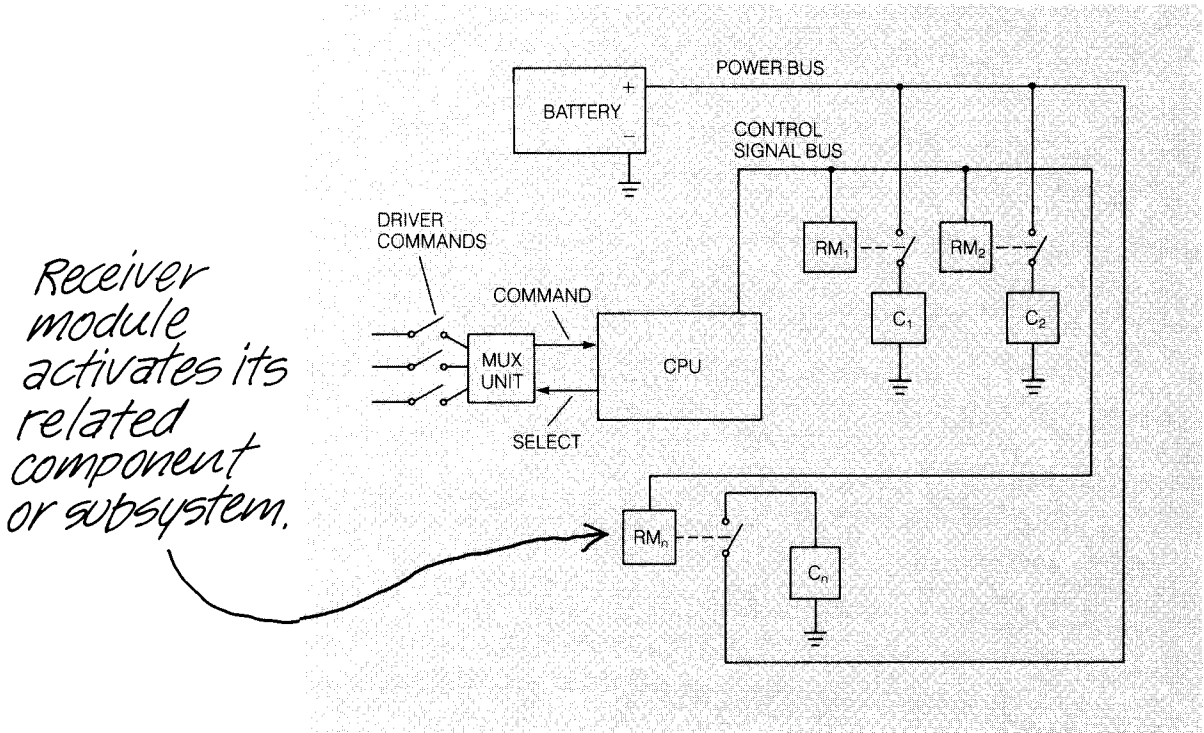 POWER BUS
BATTERY
+
−
CONTROL
SIGNAL BUS
DRIVER
COMMANDS
RM₁
RM₂
Receiver
module
activates its
related
component
or subsystem.
COMMAND
C₁
C₂
MUX
UNIT
CPU
SELECT
RMₙ
Cₙ